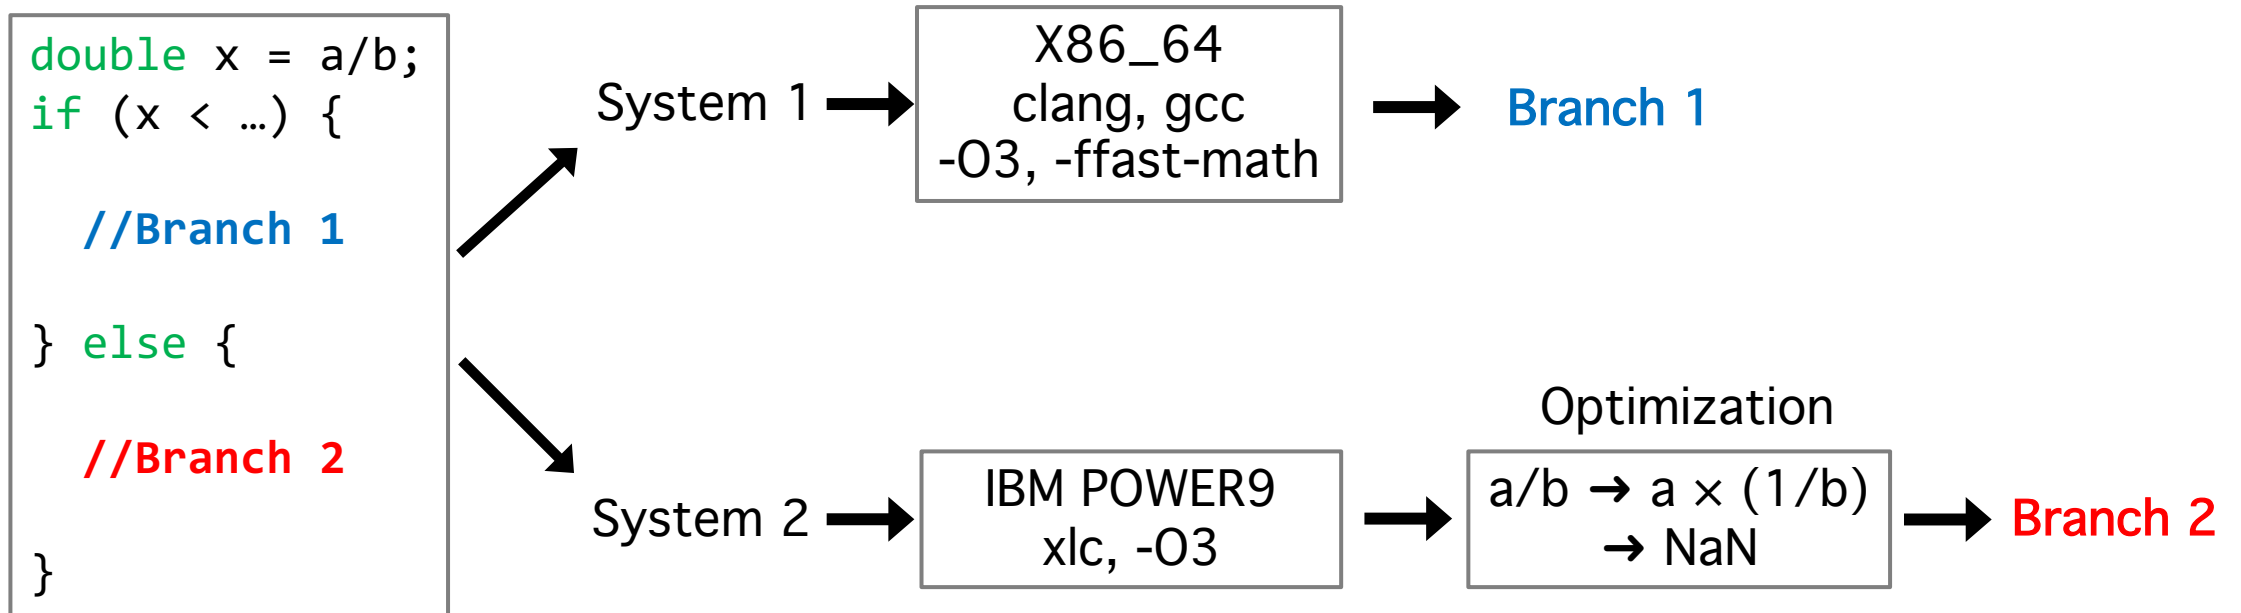 double x = a/b;
if (x < …) {
//Branch 1
} else {
//Branch 2
}
System 1
X86_64
clang, gcc
-O3, -ffast-math
Branch 1
System 2
IBM POWER9
xlc, -O3
Optimization
a/b → a × (1/b)
→ NaN
Branch 2